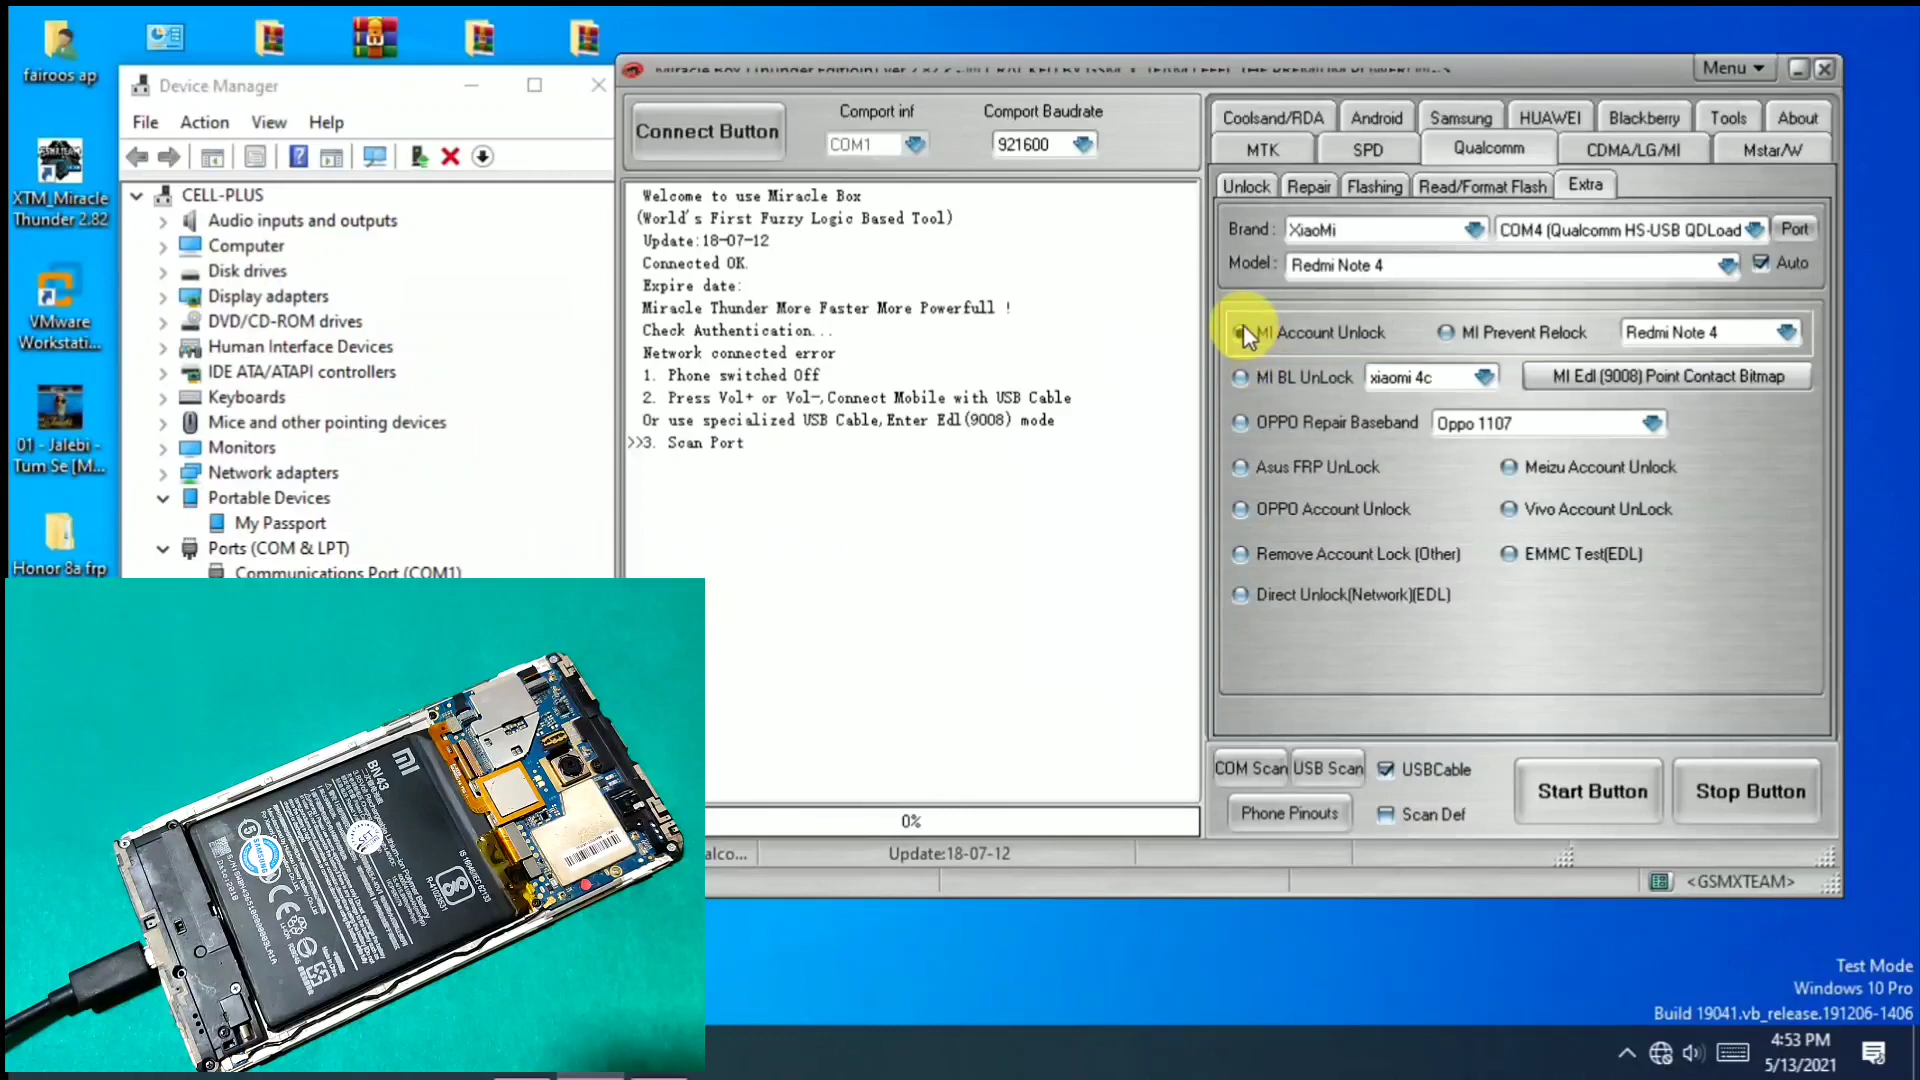 fairoos ap
XTM_Miracle
Thunder 2.82
VMware
Workstati...
01 - Jalebi -
Tum Se [M...
Honor 8a frp
Device Manager
File Action View Help
CELL-PLUS
Audio inputs and outputs
Computer
Disk drives
Display adapters
DVD/CD-ROM drives
Human Interface Devices
IDE ATA/ATAPI controllers
Keyboards
Mice and other pointing devices
Monitors
Network adapters
Portable Devices
My Passport
Ports (COM & LPT)
Communications Port (COM1)
Menu
Connect Button
Comport inf
COM1
Comport Baudrate
921600
Welcome to use Miracle Box
(World's First Fuzzy Logic Based Tool)
Update:18-07-12
Connected OK.
Expire date:
Miracle Thunder More Faster More Powerfull !
Check Authentication...
Network connected error
1. Phone switched Off
2. Press Vol+ or Vol-,Connect Mobile with USB Cable
Or use specialized USB Cable,Enter Edl(9008) mode
>>3. Scan Port
0%
alco...
Update:18-07-12
<GSMXTEAM>
Coolsand/RDA Android Samsung HUAWEI Blackberry Tools About
MTK SPD Qualcomm CDMA/LG/MI Mstar/W
Unlock Repair Flashing Read/Format Flash Extra
Brand : XiaoMi COM4 (Qualcomm HS-USB QDLoad Port
Model : Redmi Note 4 Auto
MI Account Unlock MI Prevent Relock Redmi Note 4
MI BL UnLock xiaomi 4c MI Edl (9008) Point Contact Bitmap
OPPO Repair Baseband Oppo 1107
Asus FRP UnLock Meizu Account Unlock
OPPO Account Unlock Vivo Account UnLock
Remove Account Lock (Other) EMMC Test(EDL)
Direct Unlock(Network)(EDL)
COM Scan USB Scan USBCable
Phone Pinouts Scan Def
Start Button Stop Button
MI
BN43
SAMSUNG
R-41023531
Test Mode
Windows 10 Pro
Build 19041.vb_release.191206-1406
4:53 PM
5/13/2021